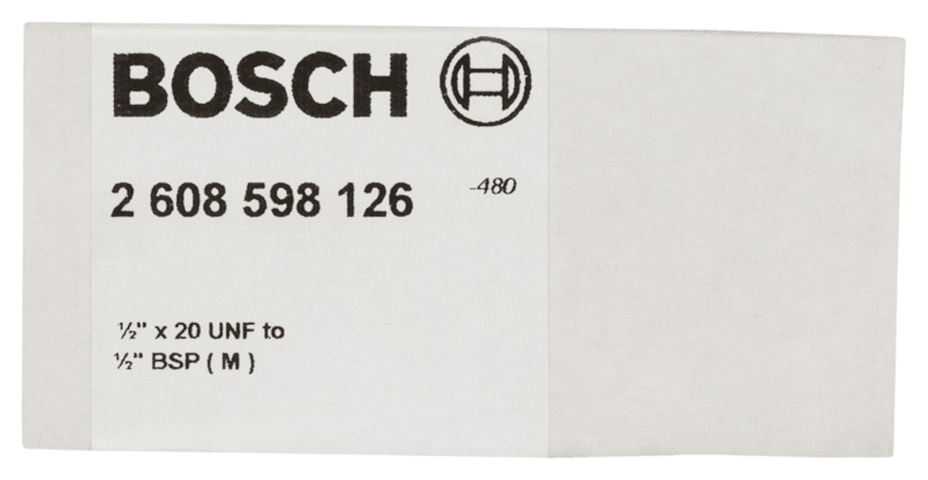 BOSCH
2 608 598 126 -480
½" x 20 UNF to
½" BSP ( M )